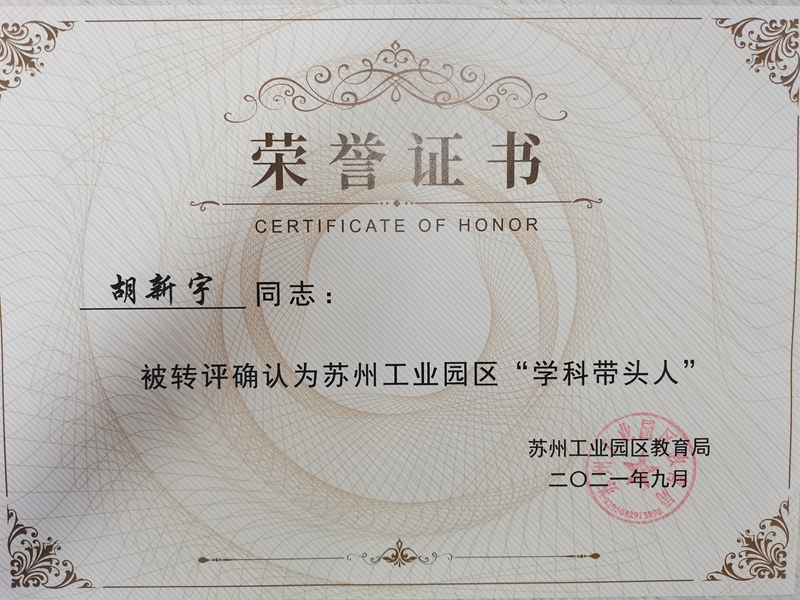 荣誉证书
CERTIFICATE OF HONOR
胡新宇 同志：
被转评确认为苏州工业园区“学科带头人”
苏州工业园区教育局
二〇二一年九月